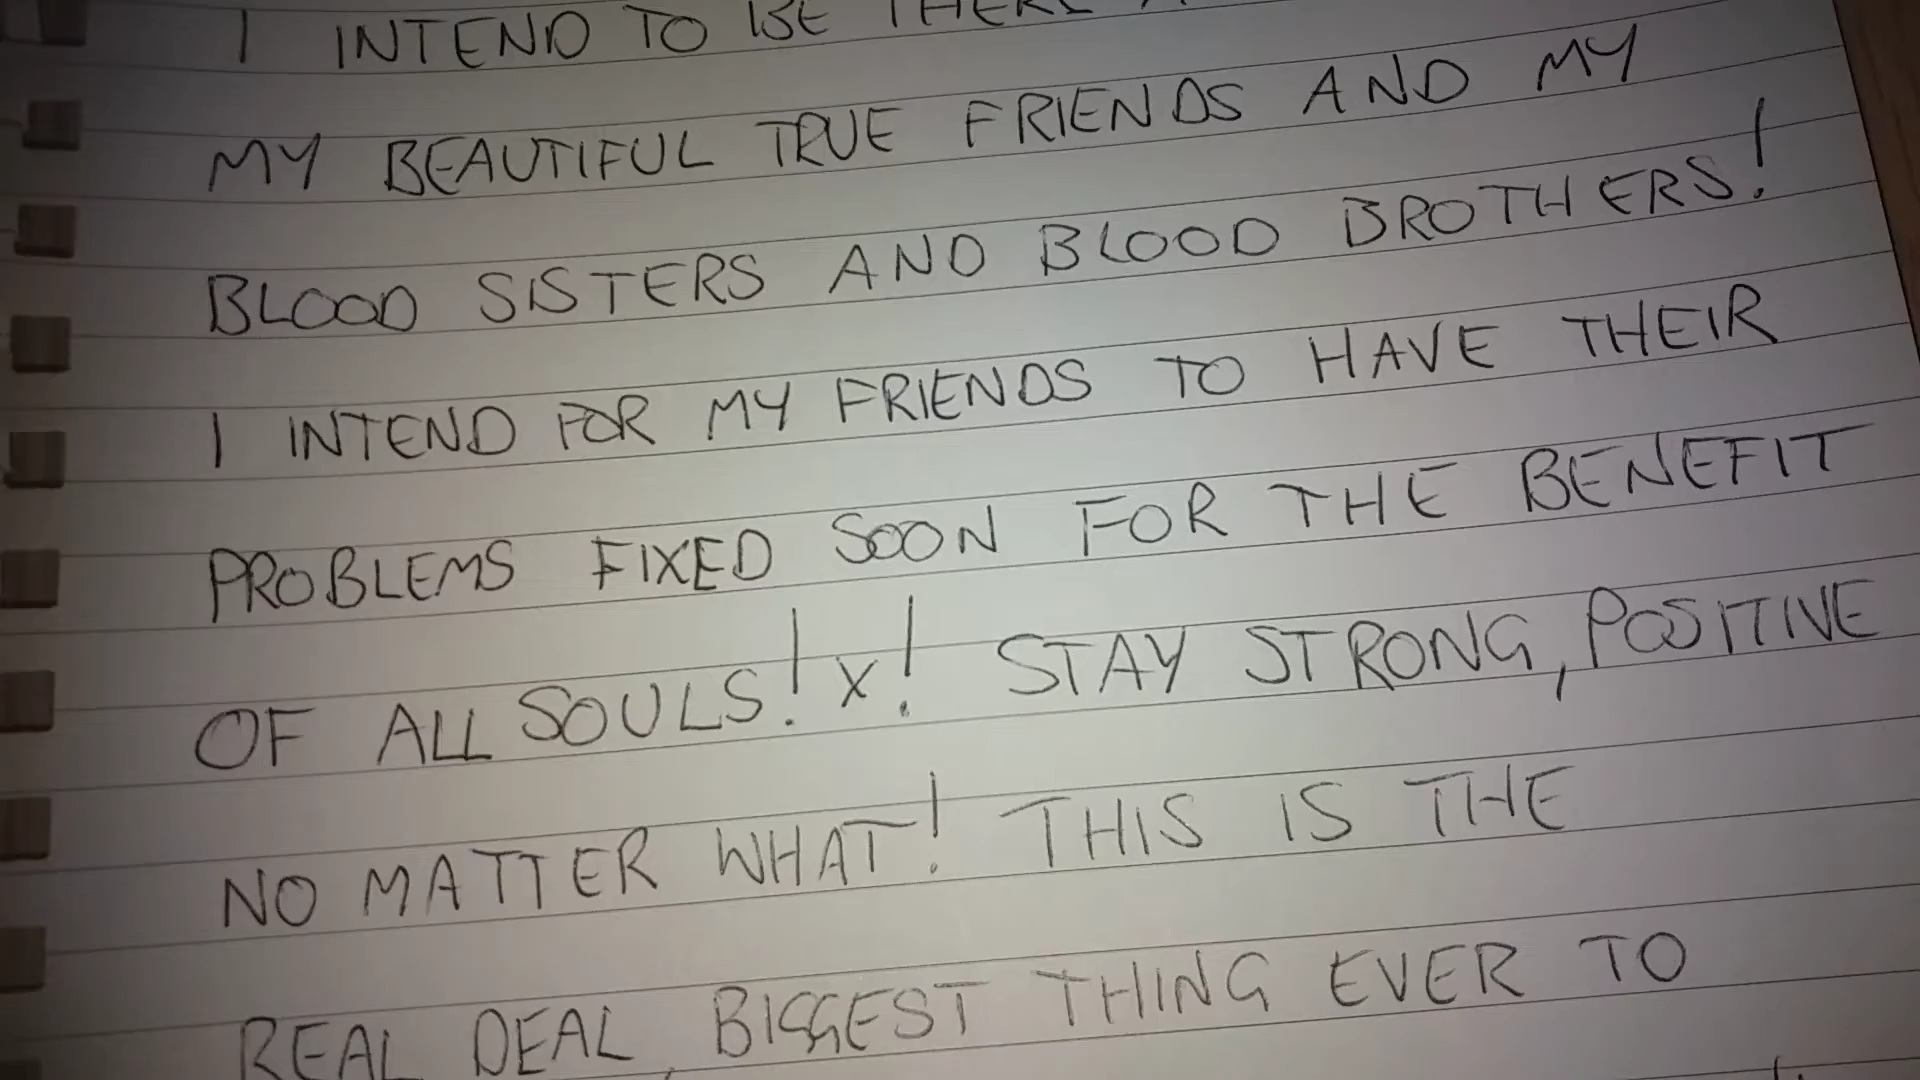 I INTEND TO BE THERE
MY BEAUTIFUL TRUE FRIENDS AND MY
BLOOD SISTERS AND BLOOD BROTHERS!
I INTEND FOR MY FRIENDS TO HAVE THEIR
PROBLEMS FIXED SOON FOR THE BENEFIT
OF ALL SOULS! x! STAY STRONG, POSITIVE
NO MATTER WHAT! THIS IS THE
REAL DEAL, BIGGEST THING EVER TO